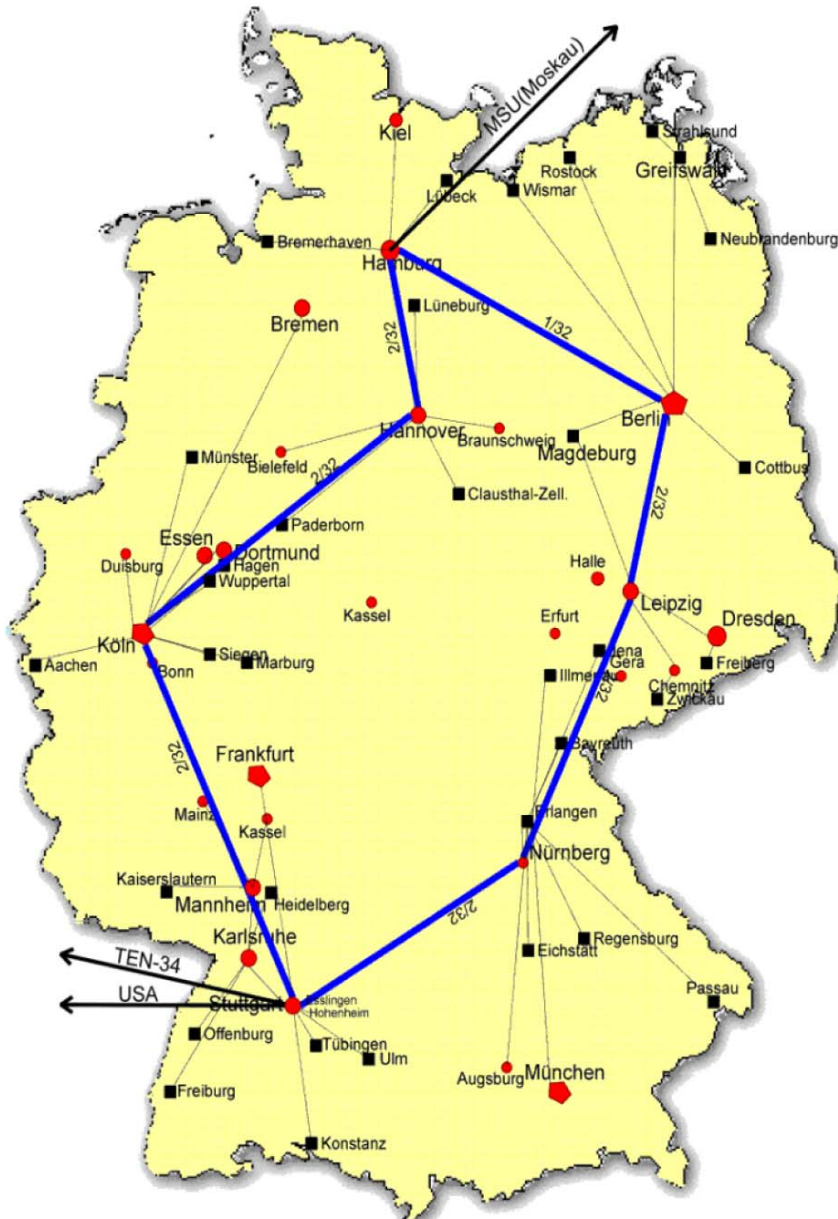 MSU(Moskau)
Kiel
Strahlsund
Rostock
Greifswald
Lübeck
Wismar
Bremerhaven
Neubrandenburg
Hamburg
Lüneburg
Bremen
1/32
2/32
Hannover
Berlin
Braunschweig
Magdeburg
Münster
Bielefeld
2/32
Cottbus
Clausthal-Zell.
2/32
Paderborn
Essen
Dortmund
Duisburg
Hagen
Halle
Wuppertal
Leipzig
Kassel
Erfurt
Dresden
Köln
Siegen
Jena
Aachen
Bonn
Marburg
Gera
Freiberg
Illmenau
Chemnitz
Zwickau
2/32
Bayreuth
Frankfurt
Mainz
Kassel
Erlangen
Nürnberg
Kaiserslautern
Mannheim
Heidelberg
2/32
Karlsruhe
Regensburg
Eichstätt
TEN-34
USA
Passau
Stuttgart
Esslingen
Hohenheim
Offenburg
Tübingen
Ulm
Augsburg
München
Freiburg
Konstanz